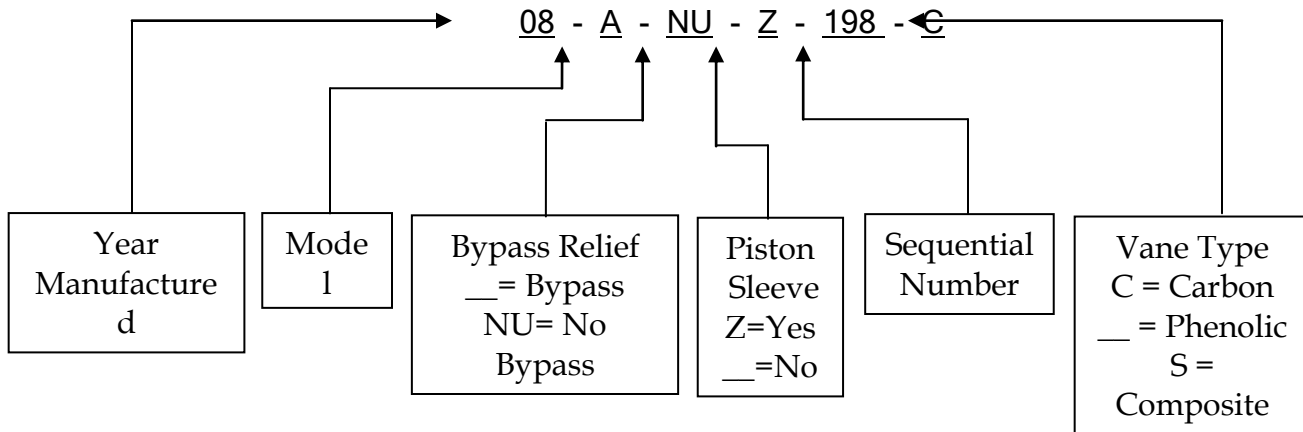 08 - A - NU - Z - 198 - C
Year
Manufacture
d
Mode
l
Bypass Relief
__= Bypass
NU= No
Bypass
Piston
Sleeve
Z=Yes
__=No
Sequential
Number
Vane Type
C = Carbon
__ = Phenolic
S =
Composite